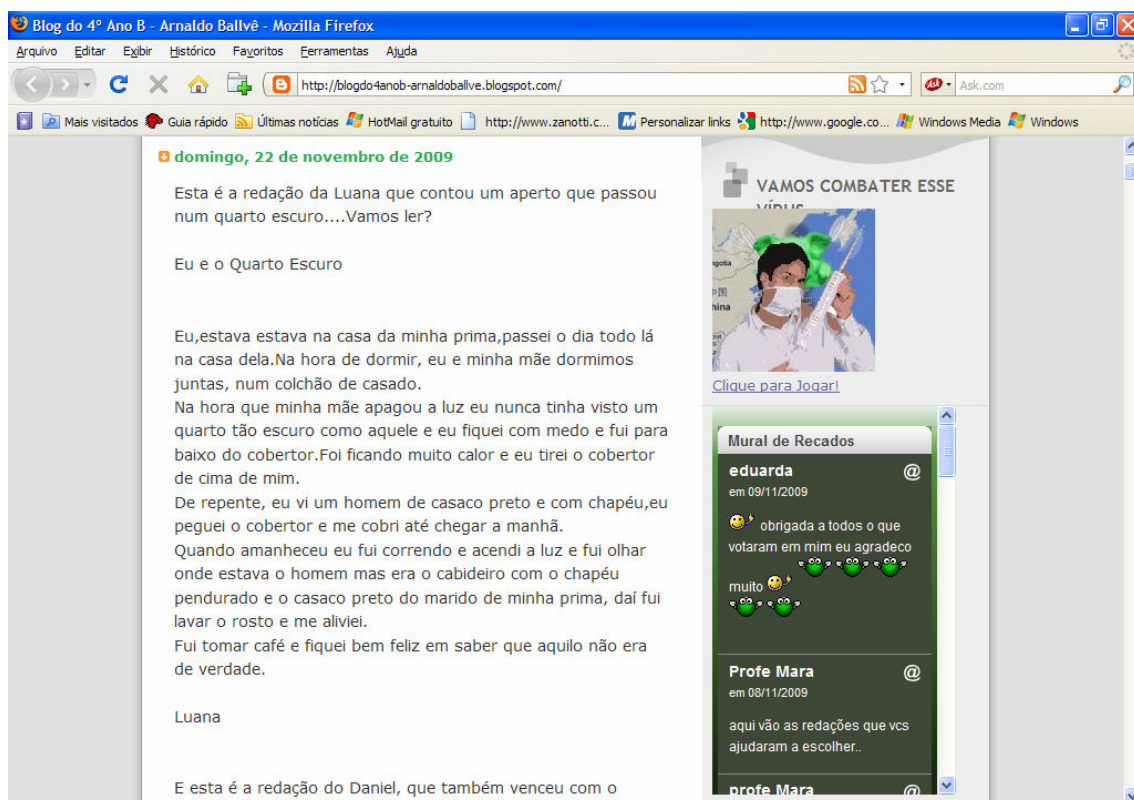 Blog do 4º Ano B - Arnaldo Ballvê - Mozilla Firefox
Arquivo Editar Exibir Histórico Favoritos Ferramentas Ajuda
http://blogdo4anob-arnaldoballve.blogspot.com/
Ask Ask.com
Mais visitados Guia rápido Últimas notícias HotMail gratuito http://www.zanotti.c... Personalizar links http://www.google.co... Windows Media Windows
domingo, 22 de novembro de 2009
Esta é a redação da Luana que contou um aperto que passou
num quarto escuro....Vamos ler?
Eu e o Quarto Escuro
Eu,estava estava na casa da minha prima,passei o dia todo lá
na casa dela.Na hora de dormir, eu e minha mãe dormimos
juntas, num colchão de casado.
Na hora que minha mãe apagou a luz eu nunca tinha visto um
quarto tão escuro como aquele e eu fiquei com medo e fui para
baixo do cobertor.Foi ficando muito calor e eu tirei o cobertor
de cima de mim.
De repente, eu vi um homem de casaco preto e com chapéu,eu
peguei o cobertor e me cobri até chegar a manhã.
Quando amanheceu eu fui correndo e acendi a luz e fui olhar
onde estava o homem mas era o cabideiro com o chapéu
pendurado e o casaco preto do marido de minha prima, daí fui
lavar o rosto e me aliviei.
Fui tomar café e fiquei bem feliz em saber que aquilo não era
de verdade.
Luana
E esta é a redação do Daniel, que também venceu com o
VAMOS COMBATER ESSE
VÍRUS
Clique para Jogar!
Mural de Recados
eduarda @
em 09/11/2009
obrigada a todos o que
votaram em mim eu agradeco
muito
Profe Mara @
em 08/11/2009
aqui vão as redações que vcs
ajudaram a escolher..
profe Mara @